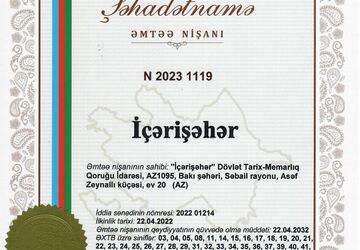 Şəhadətnamə
ƏMTƏƏ NİŞANI
N 2023 1119
İçərişəhər
Əmtəə nişanının sahibi: "İçərişəhər" Dövlət Tarix-Memarlıq
Qoruğu İdarəsi, AZ1095, Bakı şəhəri, Səbail rayonu, Asəf
Zeynallı küçəsi, ev 20 (AZ)
İddia sənədinin nömrəsi: 2022 01214
İlkinlik tarixi: 22.04.2022
Əmtəə nişanının qeydiyyatının qüvvədə olma müddəti: 22.04.2032
ƏXTB üzrə siniflər: 03, 04, 05, 08, 11, 14, 15, 16, 17, 18, 19, 20, 21,
22, 23, 24, 25, 26, 27, 28, 29, 30, 31, 32, 33, 34, 35, 36, 39, 40, 41,